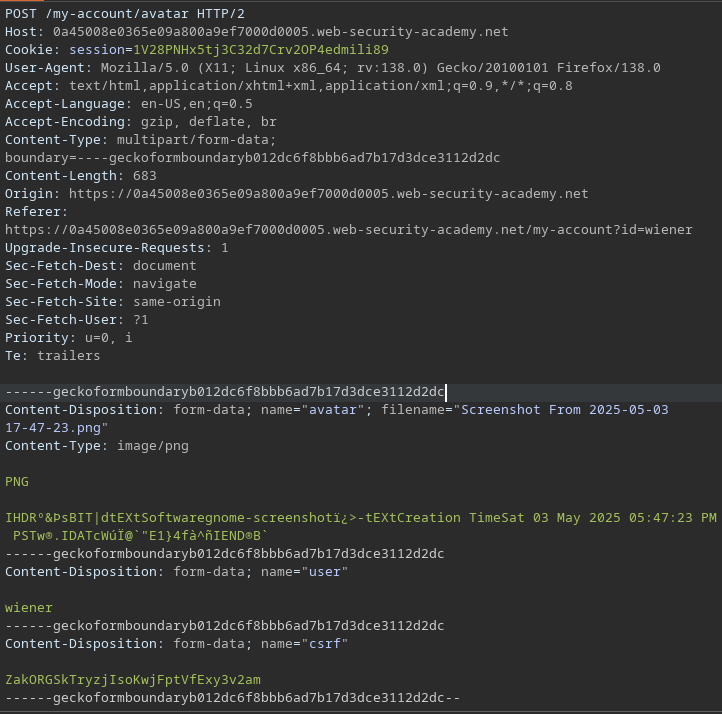 POST /my-account/avatar HTTP/2
Host: 0a45008e0365e09a800a9ef7000d0005.web-security-academy.net
Cookie: session=1V28PNHx5tj3C32d7Crv2OP4edmili89
User-Agent: Mozilla/5.0 (X11; Linux x86_64; rv:138.0) Gecko/20100101 Firefox/138.0
Accept: text/html,application/xhtml+xml,application/xml;q=0.9,*/*;q=0.8
Accept-Language: en-US,en;q=0.5
Accept-Encoding: gzip, deflate, br
Content-Type: multipart/form-data;
boundary=----geckoformboundaryb012dc6f8bbb6ad7b17d3dce3112d2dc
Content-Length: 683
Origin: https://0a45008e0365e09a800a9ef7000d0005.web-security-academy.net
Referer:
https://0a45008e0365e09a800a9ef7000d0005.web-security-academy.net/my-account?id=wiener
Upgrade-Insecure-Requests: 1
Sec-Fetch-Dest: document
Sec-Fetch-Mode: navigate
Sec-Fetch-Site: same-origin
Sec-Fetch-User: ?1
Priority: u=0, i
Te: trailers
------geckoformboundaryb012dc6f8bbb6ad7b17d3dce3112d2dc
Content-Disposition: form-data; name="avatar"; filename="Screenshot From 2025-05-03
17-47-23.png"
Content-Type: image/png
PNG
IHDRº&ÞsBIT|dtEXtSoftwaregnome-screenshotï¿>-tEXtCreation TimeSat 03 May 2025 05:47:23 PM
PSTw®.IDATcWúÏ@`"E1}4fà^ñIEND®B`
------geckoformboundaryb012dc6f8bbb6ad7b17d3dce3112d2dc
Content-Disposition: form-data; name="user"
wiener
------geckoformboundaryb012dc6f8bbb6ad7b17d3dce3112d2dc
Content-Disposition: form-data; name="csrf"
ZakORGSkTryzjIsoKwjFptVfExy3v2am
------geckoformboundaryb012dc6f8bbb6ad7b17d3dce3112d2dc--